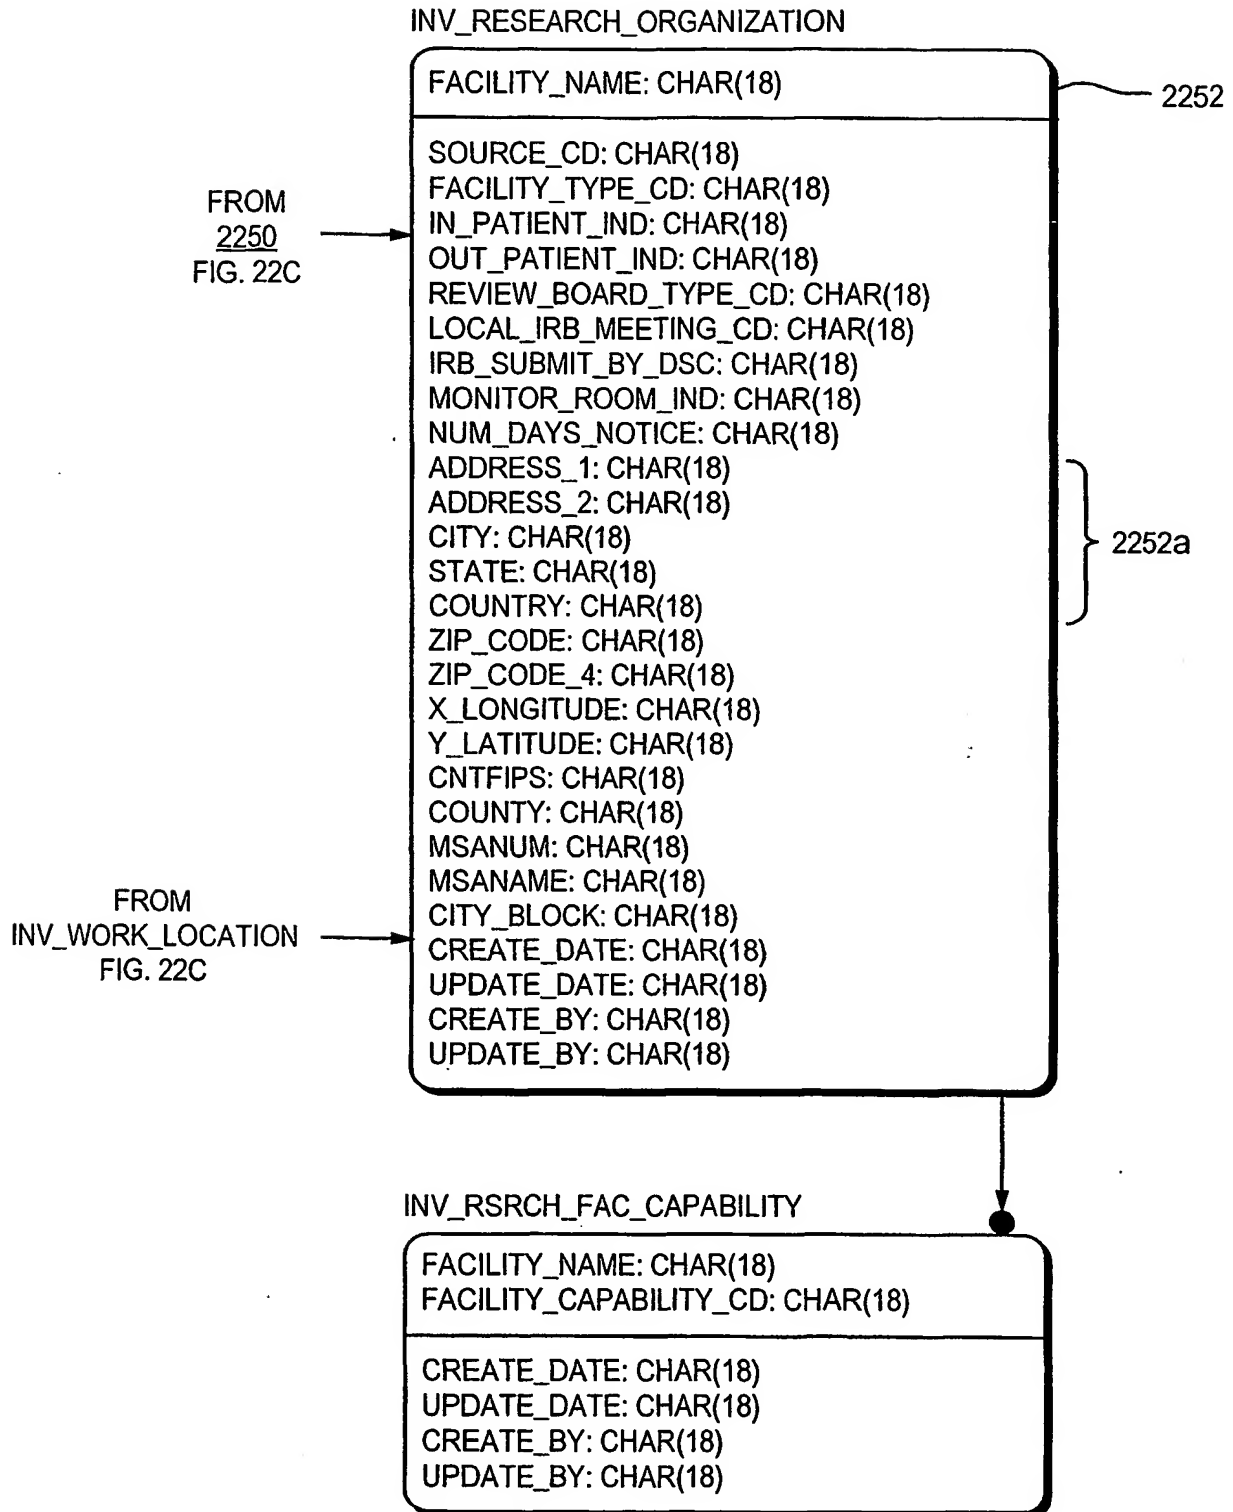 INV_RESEARCH_ORGANIZATION
FACILITY_NAME: CHAR(18)
2252
SOURCE_CD: CHAR(18)
FACILITY_TYPE_CD: CHAR(18)
IN_PATIENT_IND: CHAR(18)
OUT_PATIENT_IND: CHAR(18)
REVIEW_BOARD_TYPE_CD: CHAR(18)
LOCAL_IRB_MEETING_CD: CHAR(18)
IRB_SUBMIT_BY_DSC: CHAR(18)
MONITOR_ROOM_IND: CHAR(18)
NUM_DAYS_NOTICE: CHAR(18)
ADDRESS_1: CHAR(18)
ADDRESS_2: CHAR(18)
CITY: CHAR(18)
STATE: CHAR(18)
COUNTRY: CHAR(18)
ZIP_CODE: CHAR(18)
ZIP_CODE_4: CHAR(18)
X_LONGITUDE: CHAR(18)
Y_LATITUDE: CHAR(18)
CNTFIPS: CHAR(18)
COUNTY: CHAR(18)
MSANUM: CHAR(18)
MSANAME: CHAR(18)
CITY_BLOCK: CHAR(18)
CREATE_DATE: CHAR(18)
UPDATE_DATE: CHAR(18)
CREATE_BY: CHAR(18)
UPDATE_BY: CHAR(18)
FROM
2250
FIG. 22C
2252a
FROM
INV_WORK_LOCATION
FIG. 22C
INV_RSRCH_FAC_CAPABILITY
FACILITY_NAME: CHAR(18)
FACILITY_CAPABILITY_CD: CHAR(18)
CREATE_DATE: CHAR(18)
UPDATE_DATE: CHAR(18)
CREATE_BY: CHAR(18)
UPDATE_BY: CHAR(18)